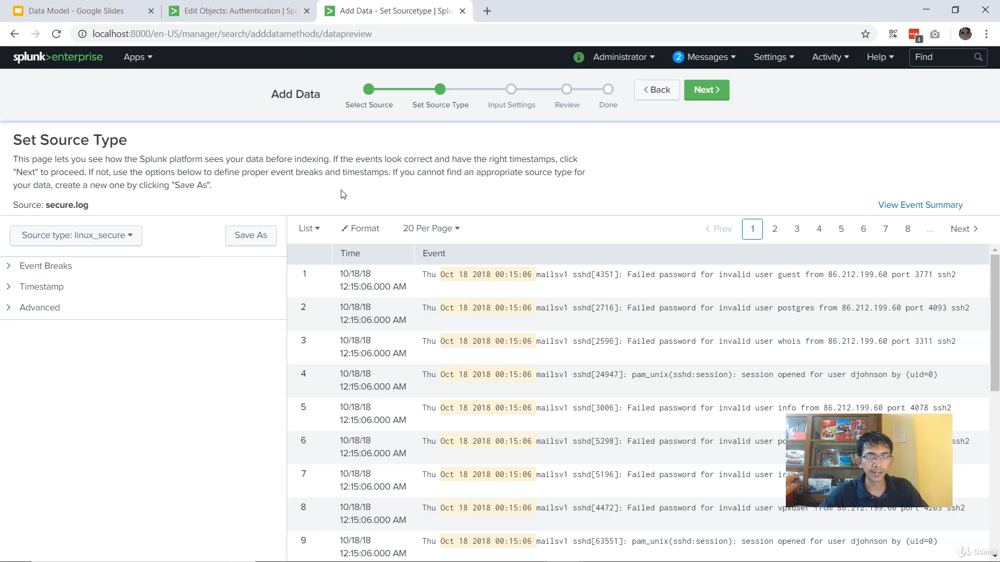 Data Model - Google Slides
Edit Objects: Authentication | Spl
Add Data - Set Sourcetype | Splu
localhost:8000/en-US/manager/search/adddatamethods/datapreview
4
splunk>enterprise
Apps
i
Administrator
2 Messages
Settings
Activity
Help
Find
Add Data
Select Source
Set Source Type
Input Settings
Review
Done
< Back
Next >
Set Source Type
This page lets you see how the Splunk platform sees your data before indexing. If the events look correct and have the right timestamps, click
"Next" to proceed. If not, use the options below to define proper event breaks and timestamps. If you cannot find an appropriate source type for
your data, create a new one by clicking "Save As".
Source: secure.log
View Event Summary
Source type: linux_secure
Save As
> Event Breaks
> Timestamp
> Advanced
List
Format
20 Per Page
< Prev 1 2 3 4 5 6 7 8 ... Next >
Time Event
1 10/18/18 Thu Oct 18 2018 00:15:06 mailsv1 sshd[4351]: Failed password for invalid user guest from 86.212.199.60 port 3771 ssh2
12:15:06.000 AM
2 10/18/18 Thu Oct 18 2018 00:15:06 mailsv1 sshd[2716]: Failed password for invalid user postgres from 86.212.199.60 port 4093 ssh2
12:15:06.000 AM
3 10/18/18 Thu Oct 18 2018 00:15:06 mailsv1 sshd[2596]: Failed password for invalid user whois from 86.212.199.60 port 3311 ssh2
12:15:06.000 AM
4 10/18/18 Thu Oct 18 2018 00:15:06 mailsv1 sshd[24947]: pam_unix(sshd:session): session opened for user djohnson by (uid=0)
12:15:06.000 AM
5 10/18/18 Thu Oct 18 2018 00:15:06 mailsv1 sshd[3006]: Failed password for invalid user info from 86.212.199.60 port 4078 ssh2
12:15:06.000 AM
6 10/18/18 Thu Oct 18 2018 00:15:06 mailsv1 sshd[5298]: Failed password for invalid user ssh2
12:15:06.000 AM
7 10/18/18 Thu Oct 18 2018 00:15:06 mailsv1 sshd[5196]: Failed password for invalid user
12:15:06.000 AM
8 10/18/18 Thu Oct 18 2018 00:15:06 mailsv1 sshd[4472]: Failed password for invalid user vpxuser from 86.212.199.60 port 4203 ssh2
12:15:06.000 AM
9 10/18/18 Thu Oct 18 2018 00:15:06 mailsv1 sshd[63551]: pam_unix(sshd:session): session opened for user djohnson by (uid=0)
12:15:06.000 AM
Udemy